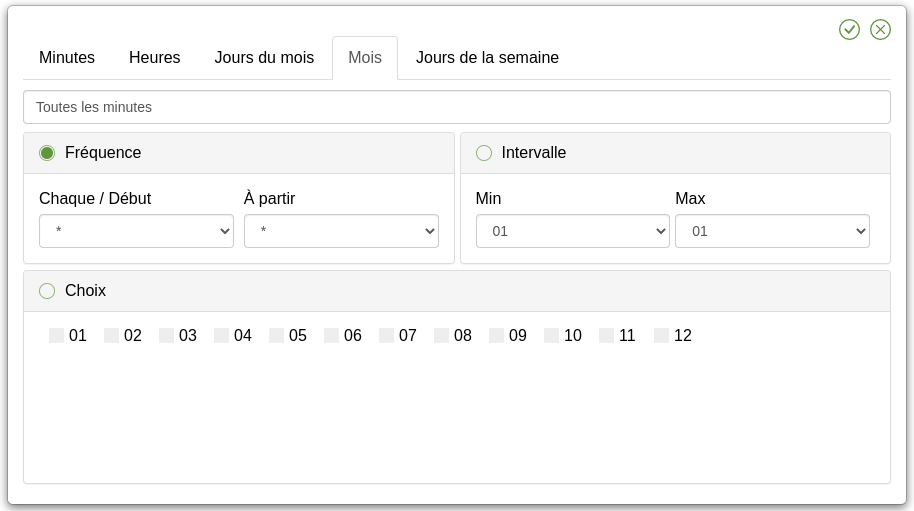 Minutes Heures Jours du mois Mois Jours de la semaine
Toutes les minutes
Fréquence
Chaque / Début À partir
* *
Intervalle
Min Max
01 01
Choix
01 02 03 04 05 06 07 08 09 10 11 12